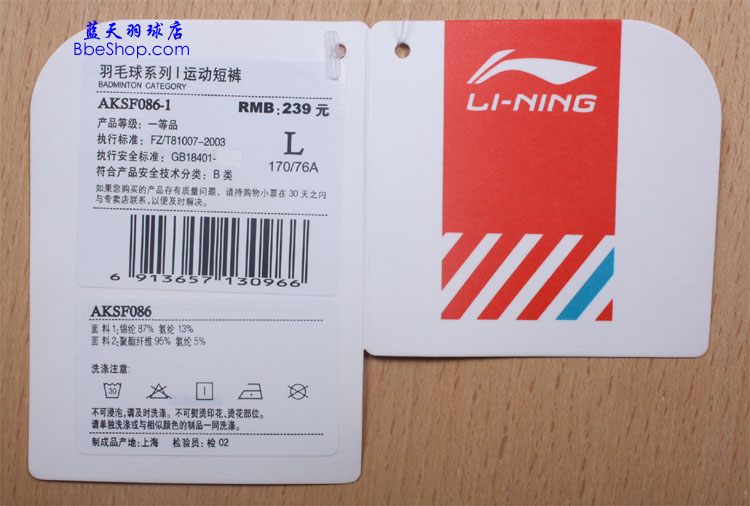 蓝天羽球店
BbeShop.com
羽毛球系列 | 运动短裤
BADMINTON CATEGORY
AKSF086-1 RMB:239元
产品等级: 一等品
执行标准: FZ/T81007-2003
执行安全标准: GB18401-
符合产品安全技术分类: B 类
L
170/76A
如果您购买的产品存有质量问题, 请持购物小票在 30 天之内
与专卖店联系,以便及时解决。
6 913657 130966
AKSF086
面 料1:锦纶 87% 氨纶 13%
面 料2:聚酯纤维 95% 氨纶 5%
洗涤注意:
30
不可浸泡,请及时洗涤。不可熨烫印花、烫花部位。
请单独洗涤或与相似颜色的制品一同洗涤。
制成品产地: 上海 检验员: 检 02
LI-NING